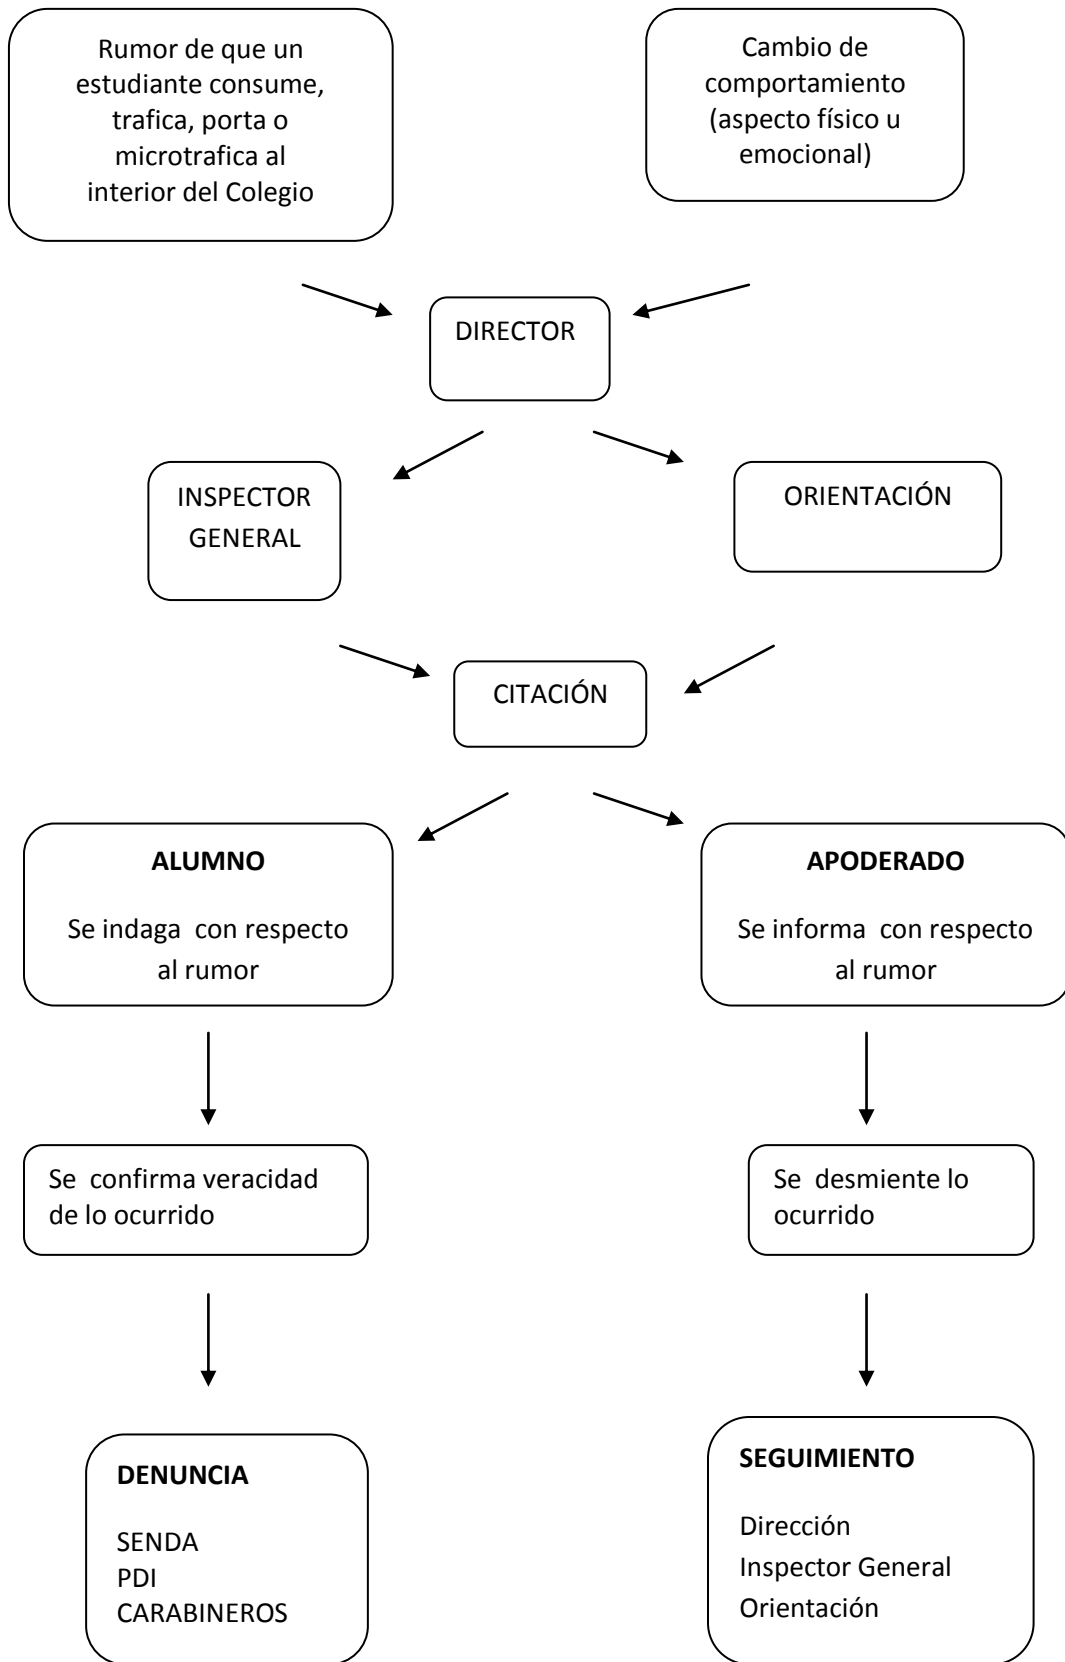 Rumor de que un
estudiante consume,
trafica, porta o
microtrafica al
interior del Colegio
Cambio de
comportamiento
(aspecto físico u
emocional)
DIRECTOR
INSPECTOR
GENERAL
ORIENTACIÓN
CITACIÓN
ALUMNO
Se indaga con respecto
al rumor
APODERADO
Se informa con respecto
al rumor
Se confirma veracidad
de lo ocurrido
Se desmiente lo
ocurrido
DENUNCIA
SENDA
PDI
CARABINEROS
SEGUIMIENTO
Dirección
Inspector General
Orientación